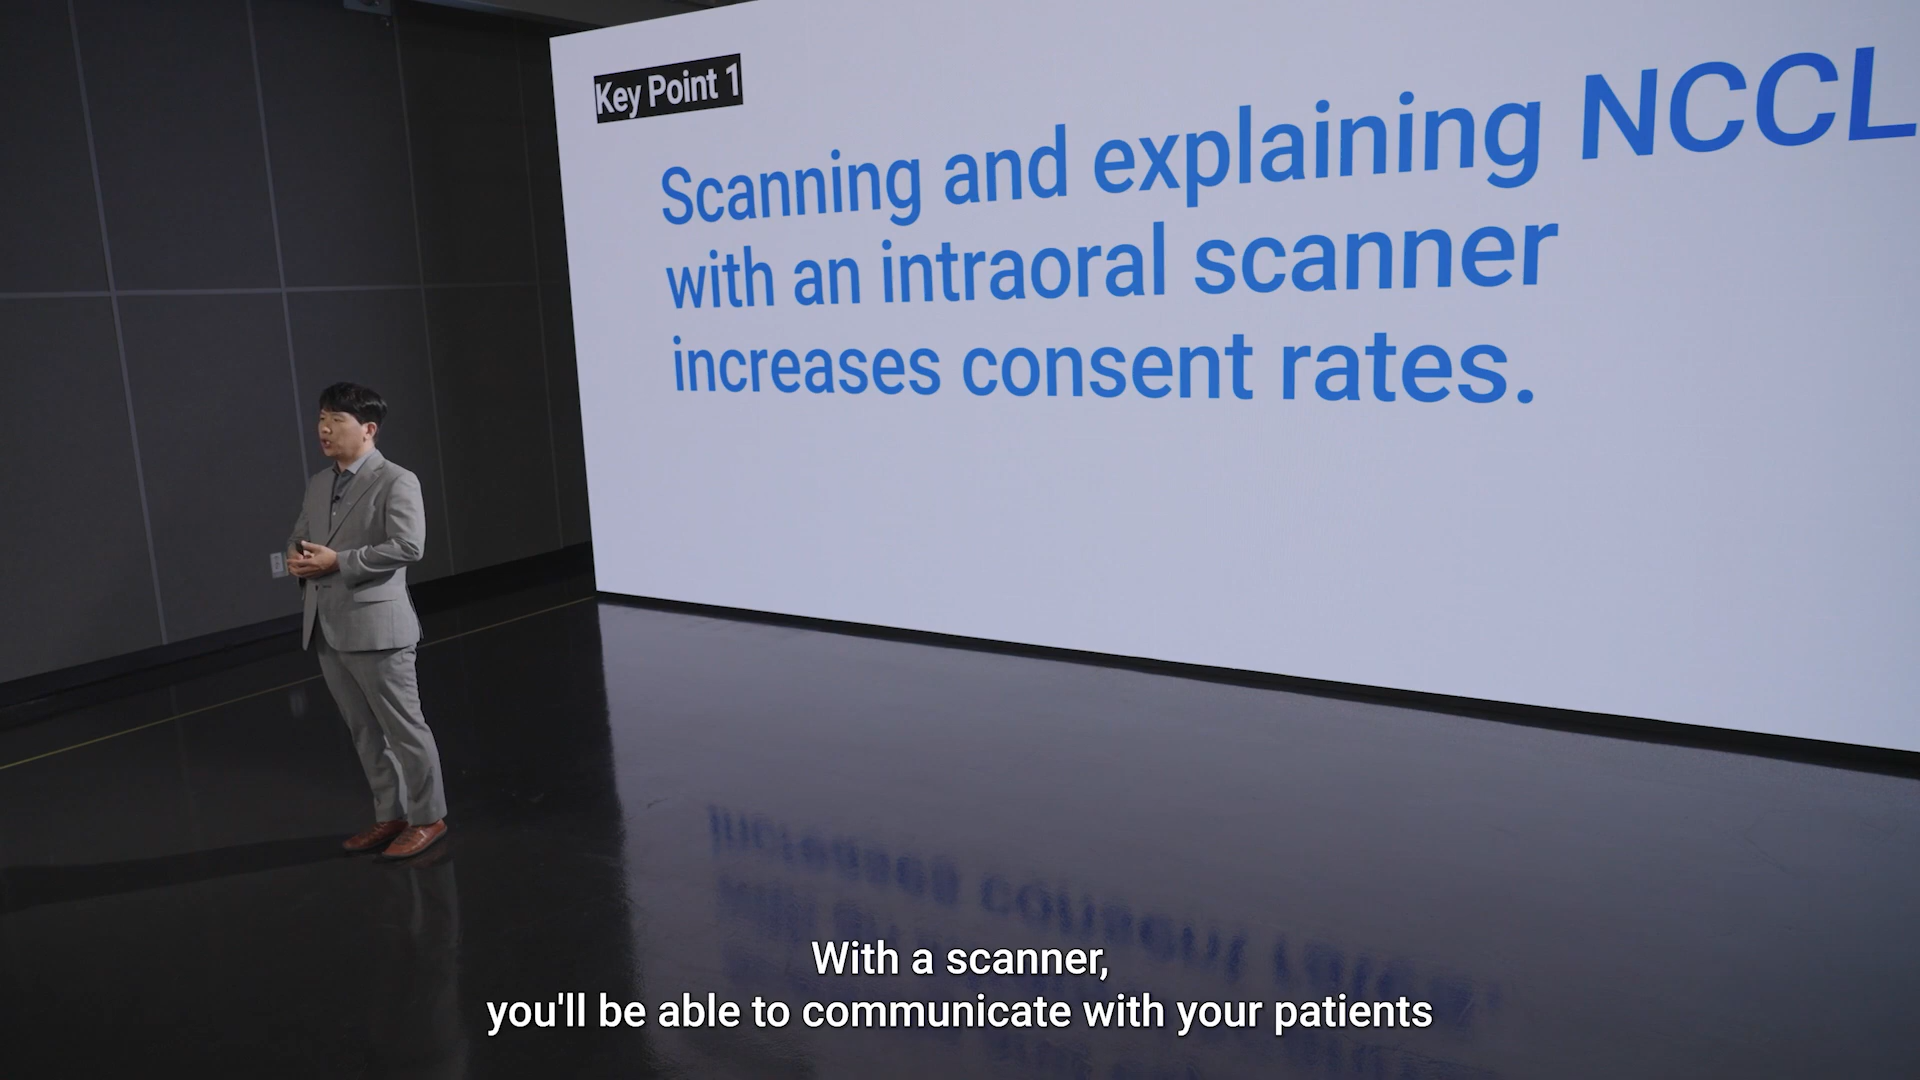 Key Point 1
Scanning and explaining NCCL
with an intraoral scanner
increases consent rates.
With a scanner,
you'll be able to communicate with your patients